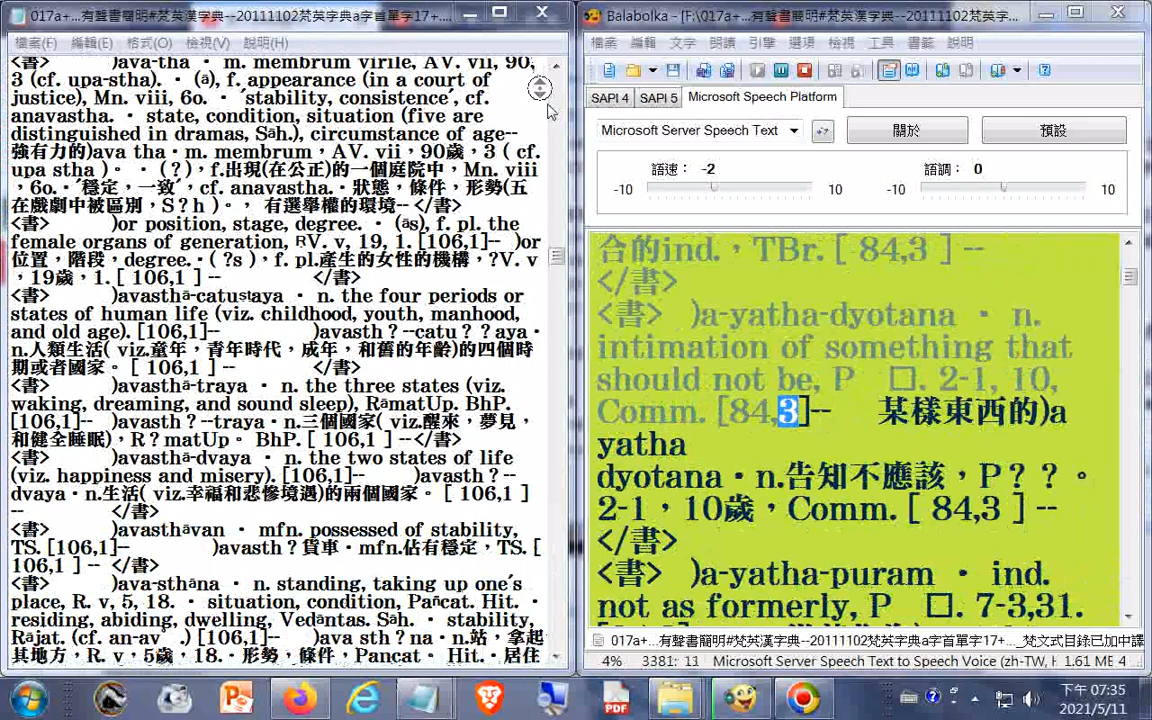 017a+...有聲書簡明#梵英漢字典--20111102梵英字典a字首單字17+...
檔案(F) 編輯(E) 格式(O) 檢視(V) 說明(H)
<書> )ava-tha ‧ m. membrum virile, AV. vii, 90,
3 (cf. upa-stha). ‧ (ā), f. appearance (in a court of
justice), Mn. viii, 6o. ‧ 'stability, consistence', cf.
anavastha. ‧ state, condition, situation (five are
distinguished in dramas, Sāh.), circumstance of age--
強有力的)ava tha‧m. membrum，AV. vii，90歲，3 ( cf.
upa stha )。‧ (？)，f.出現(在公正)的一個庭院中，Mn. viii
，6o.‧'穩定，一致'，cf. anavastha.‧狀態，條件，形勢(五
在戲劇中被區別，S？h )。， 有選舉權的環境--</書>
<書> )or position, stage, degree. ‧ (ās), f. pl. the
female organs of generation, RV. v, 19, 1. [106,1]-- )or
位置，階段，degree.‧ (?s )，f. pl.產生的女性的機構，?V. v
，19歲，1. [ 106,1 ] -- </書>
<書> )avasthā-catuṣṭaya ‧ n. the four periods or
states of human life (viz. childhood, youth, manhood,
and old age). [106,1]-- )avasth？--catu？？aya‧
n.人類生活( viz.童年，青年時代，成年，和舊的年齡)的四個時
期或者國家。[ 106,1 ] -- </書>
<書> )avasthā-traya ‧ n. the three states (viz.
waking, dreaming, and sound sleep), RāmatUp. BhP.
[106,1]-- )avasth？--traya‧n.三個國家(viz.醒來，夢見，
和健全睡眠)，R？matUp。BhP. [ 106,1 ] --</書>
<書> )avasthā-dvaya ‧ n. the two states of life
(viz. happiness and misery). [106,1]-- )avasth？--
dvaya‧n.生活( viz.幸福和悲慘境遇)的兩個國家。[ 106,1 ]
-- </書>
<書> )avasthāvan ‧ mfn. possessed of stability,
TS. [106,1]-- )avasth？貨車‧mfn.佔有穩定，TS. [
106,1 ] -- </書>
<書> )ava-sthāna ‧ n. standing, taking up one's
place, R. v, 5, 18. ‧ situation, condition, Pañcat. Hit. ‧
residing, abiding, dwelling, Vedāntas. Sāh. ‧ stability,
Rājat. (cf. an-av° .) [106,1]-- )ava sth？na‧n.站，拿起
其地方，R. v，5歲，18.‧形勢，條件，Pancat‧Hit.‧居住
Balabolka - [F:\017a+...有聲書簡明#梵英漢字典--20111102梵英字...
檔案 編輯 文字 朗讀 引擎 選項 檢視 工具 書籤 說明
SAPI 4 SAPI 5 Microsoft Speech Platform
Microsoft Server Speech Text 關於 預設
語速： -2 語調： 0
-10 10 -10 10
合的ind.，TBr. [ 84,3 ] --
</書>
<書> )a-yatha-dyotana ‧ n.
intimation of something that
should not be, P □. 2-1, 10,
Comm. [84,3]-- 某樣東西的)a
yatha
dyotana‧n.告知不應該，P？？。
2-1，10歲，Comm. [ 84,3 ] --
</書>
<書> )a-yatha-puram ‧ ind.
not as formerly, P □. 7-3,31.
017a+...有聲書簡明#梵英漢字典--20111102梵英字典a字首單字17+..._梵文式目錄已加中譯
4% 3381: 11 Microsoft Server Speech Text to Speech Voice (zh-TW, H 1.61 MB 4
下午 07:35
2021/5/11